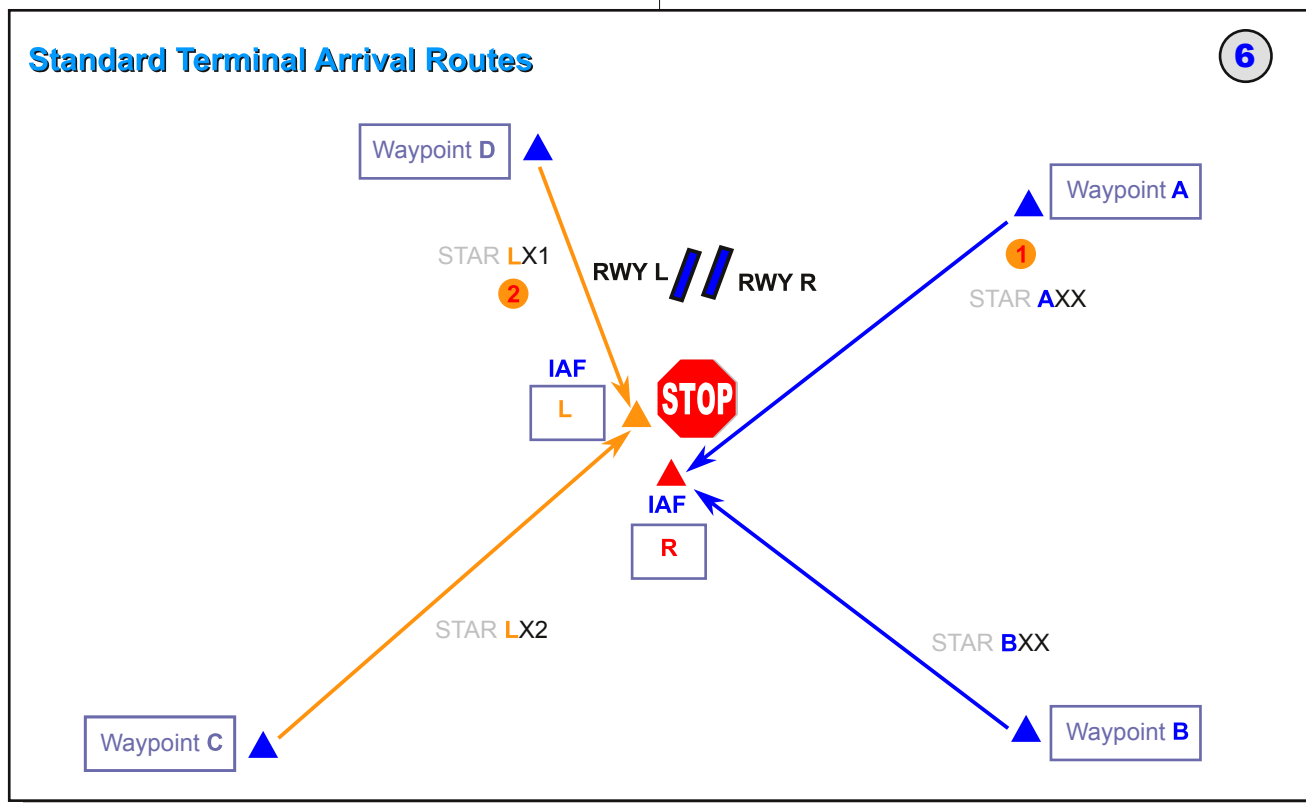 Standard Terminal Arrival Routes
6
Waypoint D
Waypoint A
STAR LX1
2
RWY L
RWY R
1
STAR AXX
IAF
L
STOP
IAF
R
STAR LX2
STAR BXX
Waypoint C
Waypoint B